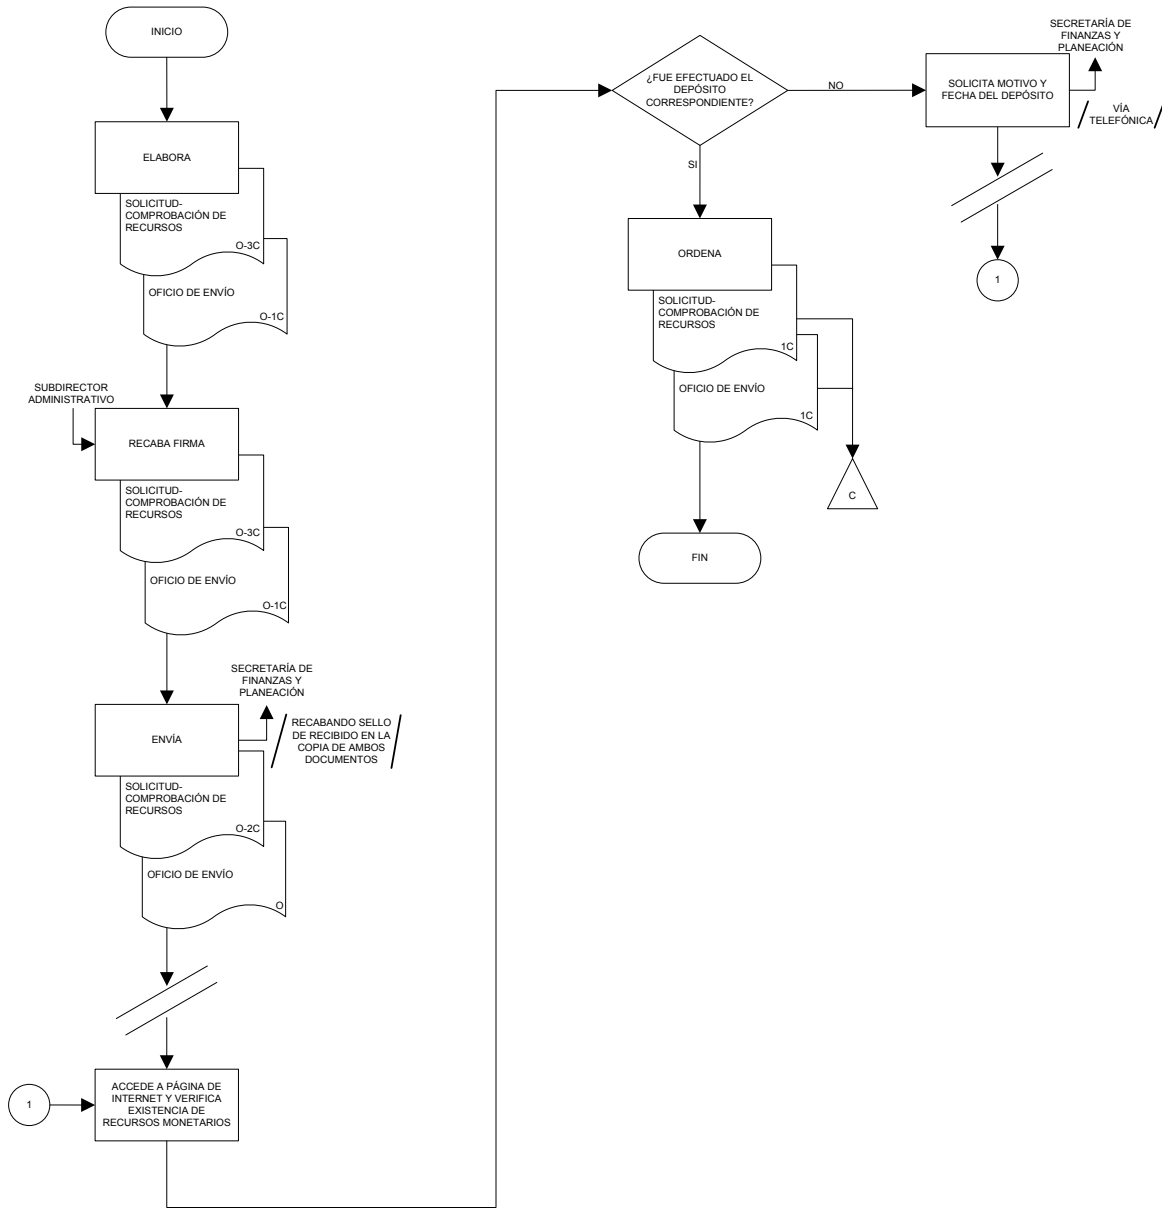 INICIO
ELABORA
SOLICITUD-
COMPROBACIÓN DE
RECURSOS
O-3C
OFICIO DE ENVÍO
O-1C
SUBDIRECTOR
ADMINISTRATIVO
RECABA FIRMA
SOLICITUD-
COMPROBACIÓN DE
RECURSOS
O-3C
OFICIO DE ENVÍO
O-1C
SECRETARÍA DE
FINANZAS Y
PLANEACIÓN
ENVÍA
RECABANDO SELLO
DE RECIBIDO EN LA
COPIA DE AMBOS
DOCUMENTOS
SOLICITUD-
COMPROBACIÓN DE
RECURSOS
O-2C
OFICIO DE ENVÍO
O
1
ACCEDE A PÁGINA DE
INTERNET Y VERIFICA
EXISTENCIA DE
RECURSOS MONETARIOS
¿FUE EFECTUADO EL
DEPÓSITO
CORRESPONDIENTE?
NO
SI
ORDENA
SOLICITUD-
COMPROBACIÓN DE
RECURSOS
1C
OFICIO DE ENVÍO
1C
C
FIN
SECRETARÍA DE
FINANZAS Y
PLANEACIÓN
SOLICITA MOTIVO Y
FECHA DEL DEPÓSITO
VÍA
TELEFÓNICA
1